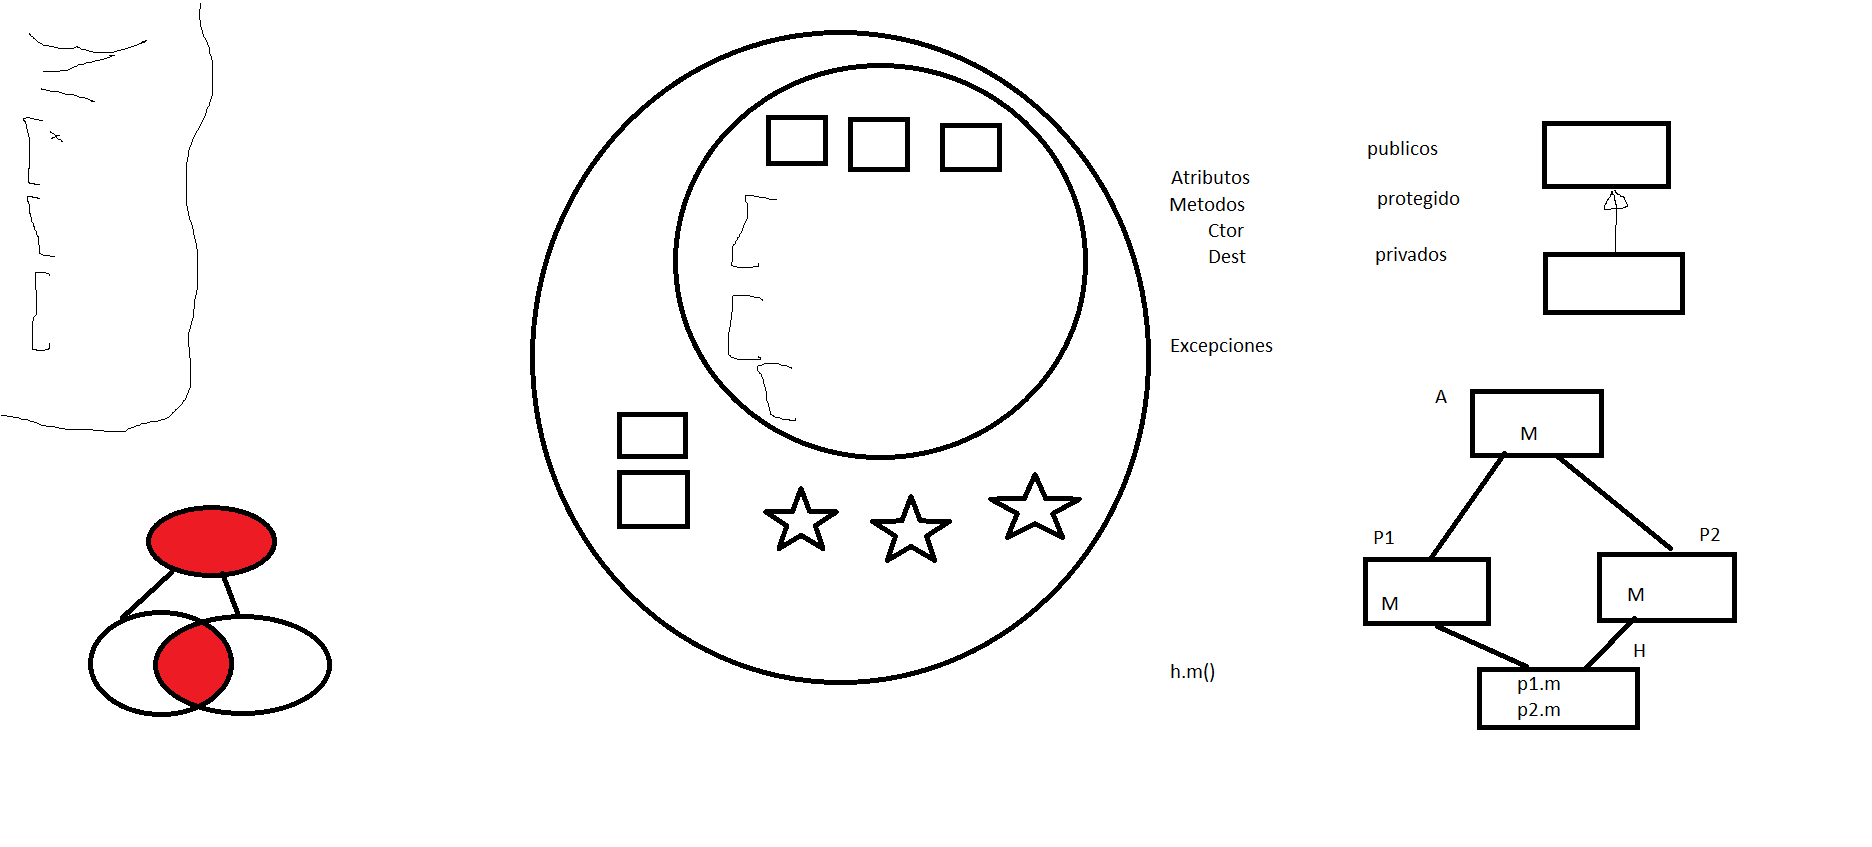 Atributos
Metodos
Ctor
Dest
Excepciones
h.m()
publicos
protegido
privados
A
M
P1
P2
M
M
H
p1.m
p2.m